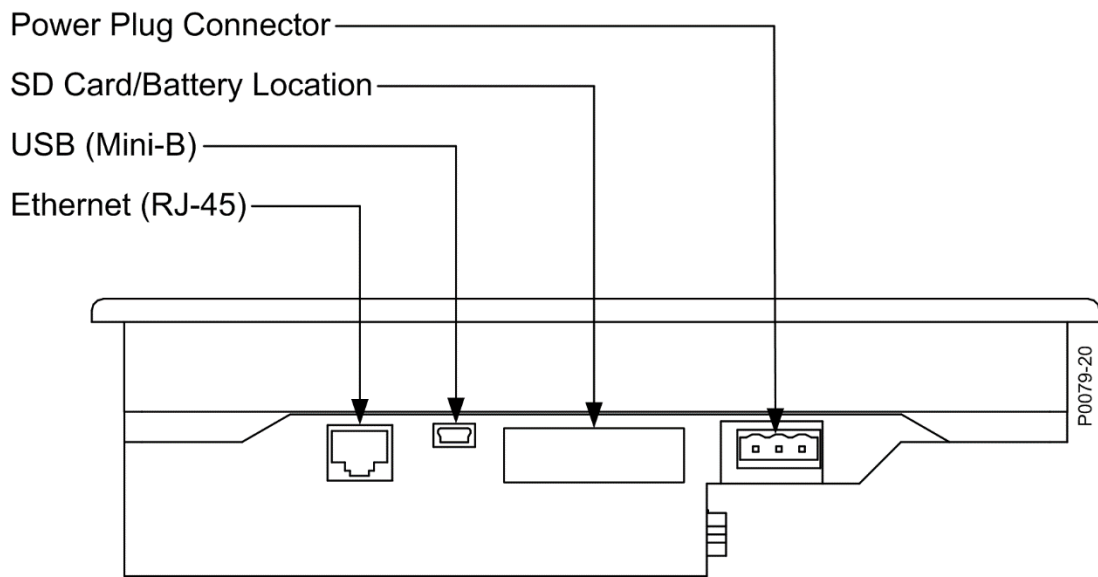 Power Plug Connector
SD Card/Battery Location
USB (Mini-B)
Ethernet (RJ-45)
P0079-20